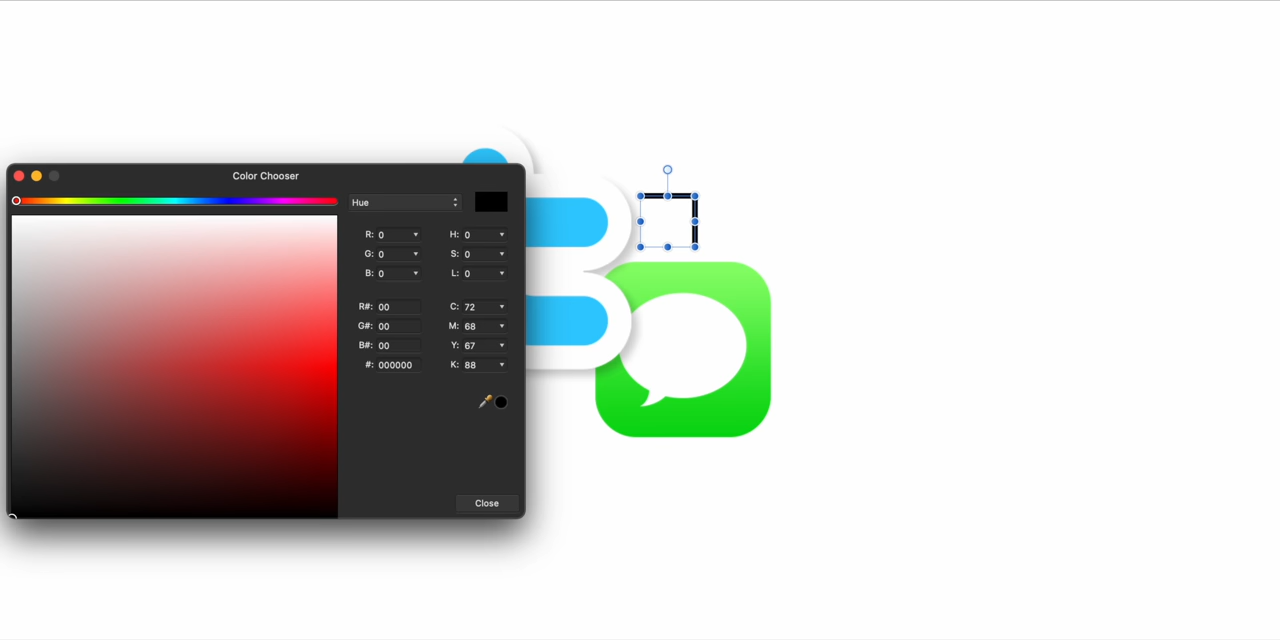 Color Chooser
Hue
R: 0 H: 0
G: 0 S: 0
B: 0 L: 0
R#: 00 C: 72
G#: 00 M: 68
B#: 00 Y: 67
#: 000000 K: 88
Close